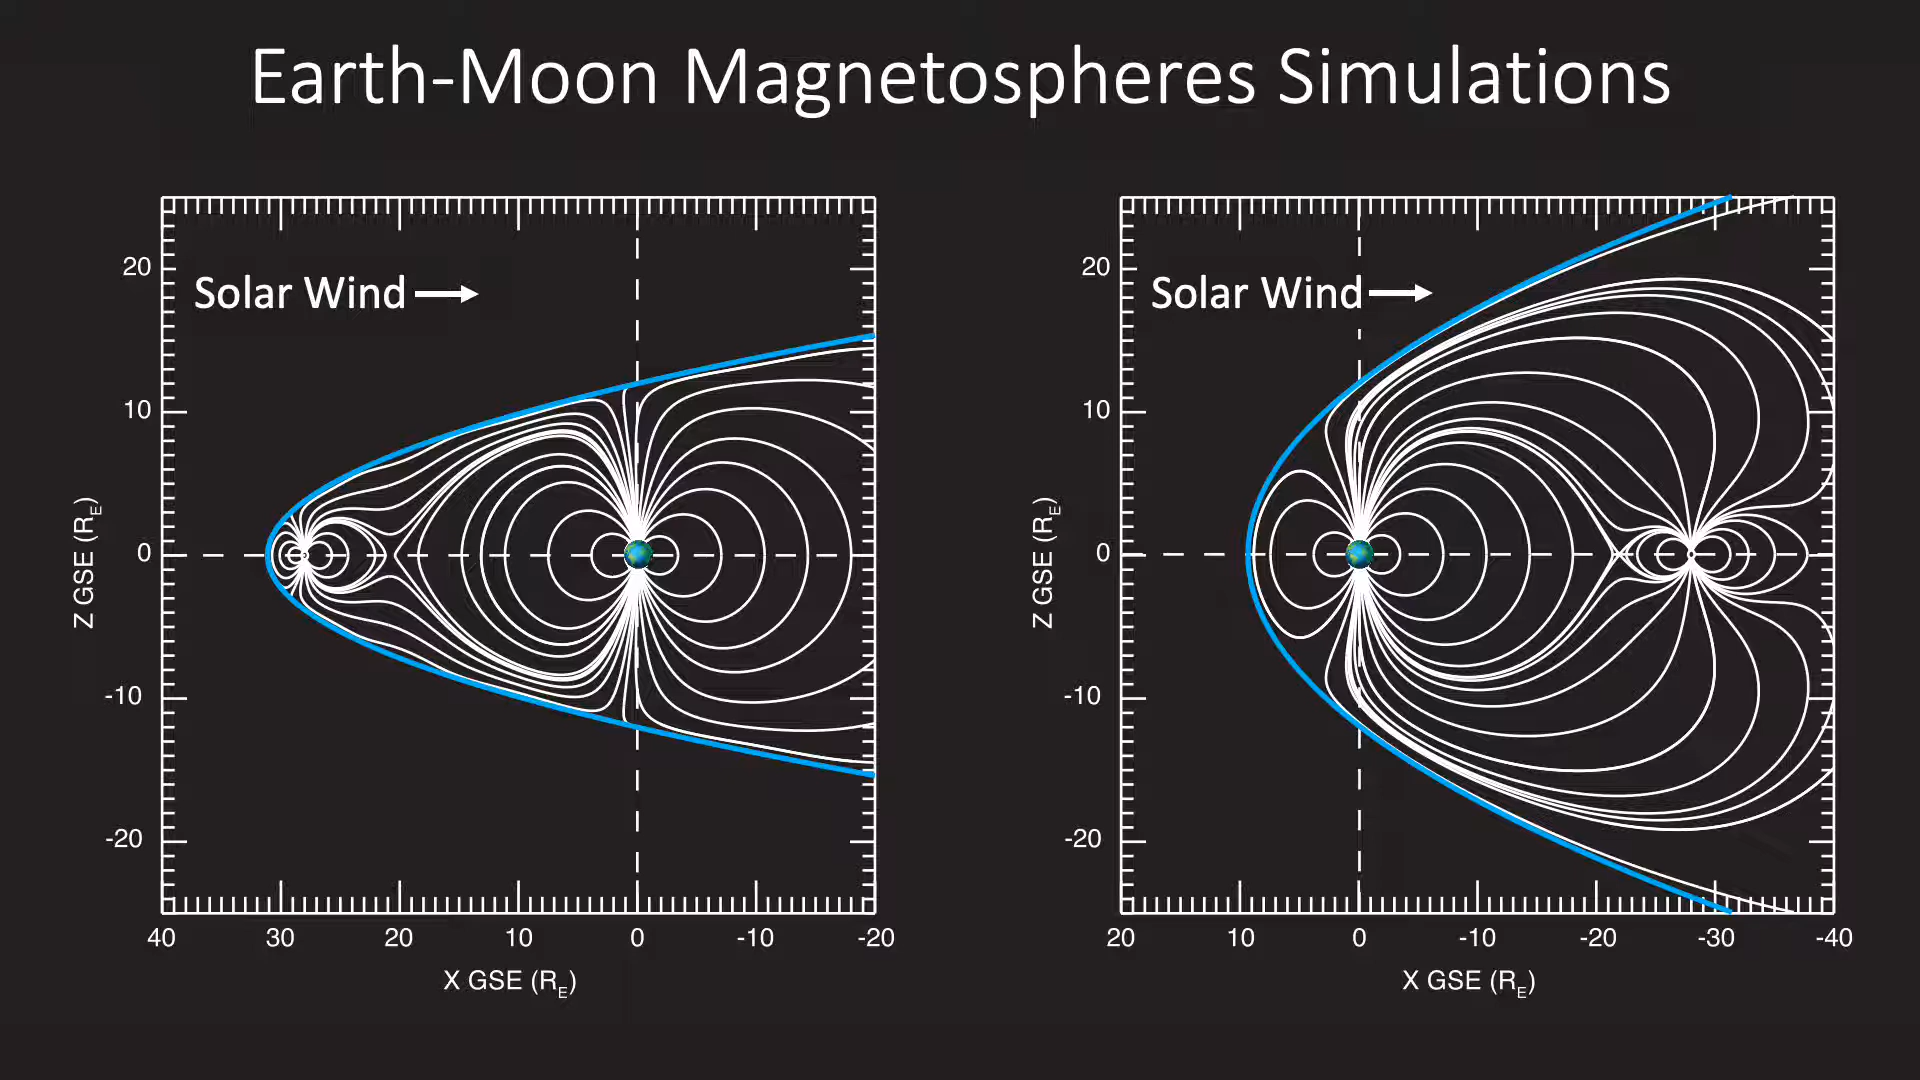 Earth-Moon Magnetospheres Simulations
Solar Wind
20
10
0
-10
-20
Z GSE (RE)
40 30 20 10 0 -10 -20
X GSE (RE)
Solar Wind
20
10
0
-10
-20
Z GSE (RE)
20 10 0 -10 -20 -30 -40
X GSE (RE)